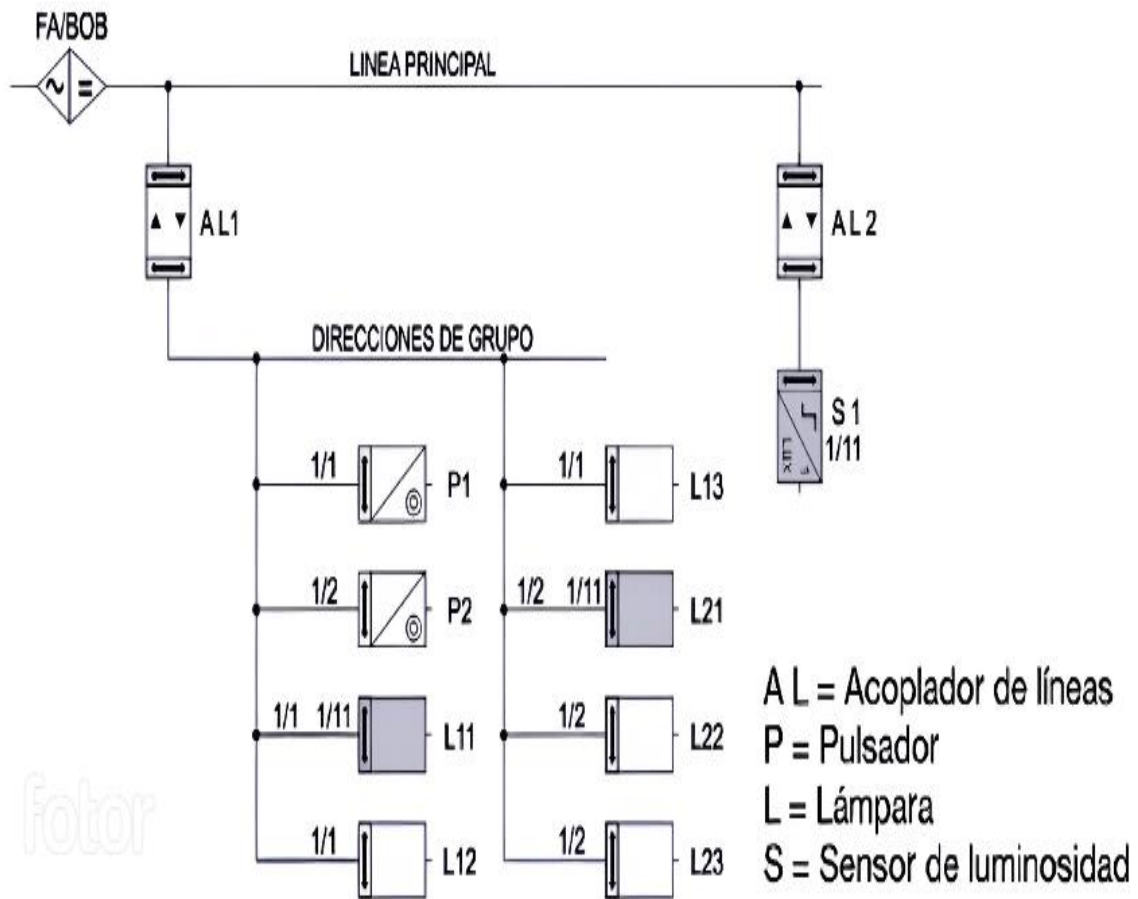 FA/BOB
LINEA PRINCIPAL
A L1
A L 2
DIRECCIONES DE GRUPO
S 1
1/11
LUX
1/1 P1
1/1 L13
1/2 P2
1/2 1/11 L21
1/1 1/11 L11
1/2 L22
1/1 L12
1/2 L23
A L = Acoplador de líneas
P = Pulsador
L = Lámpara
S = Sensor de luminosidad
fotor